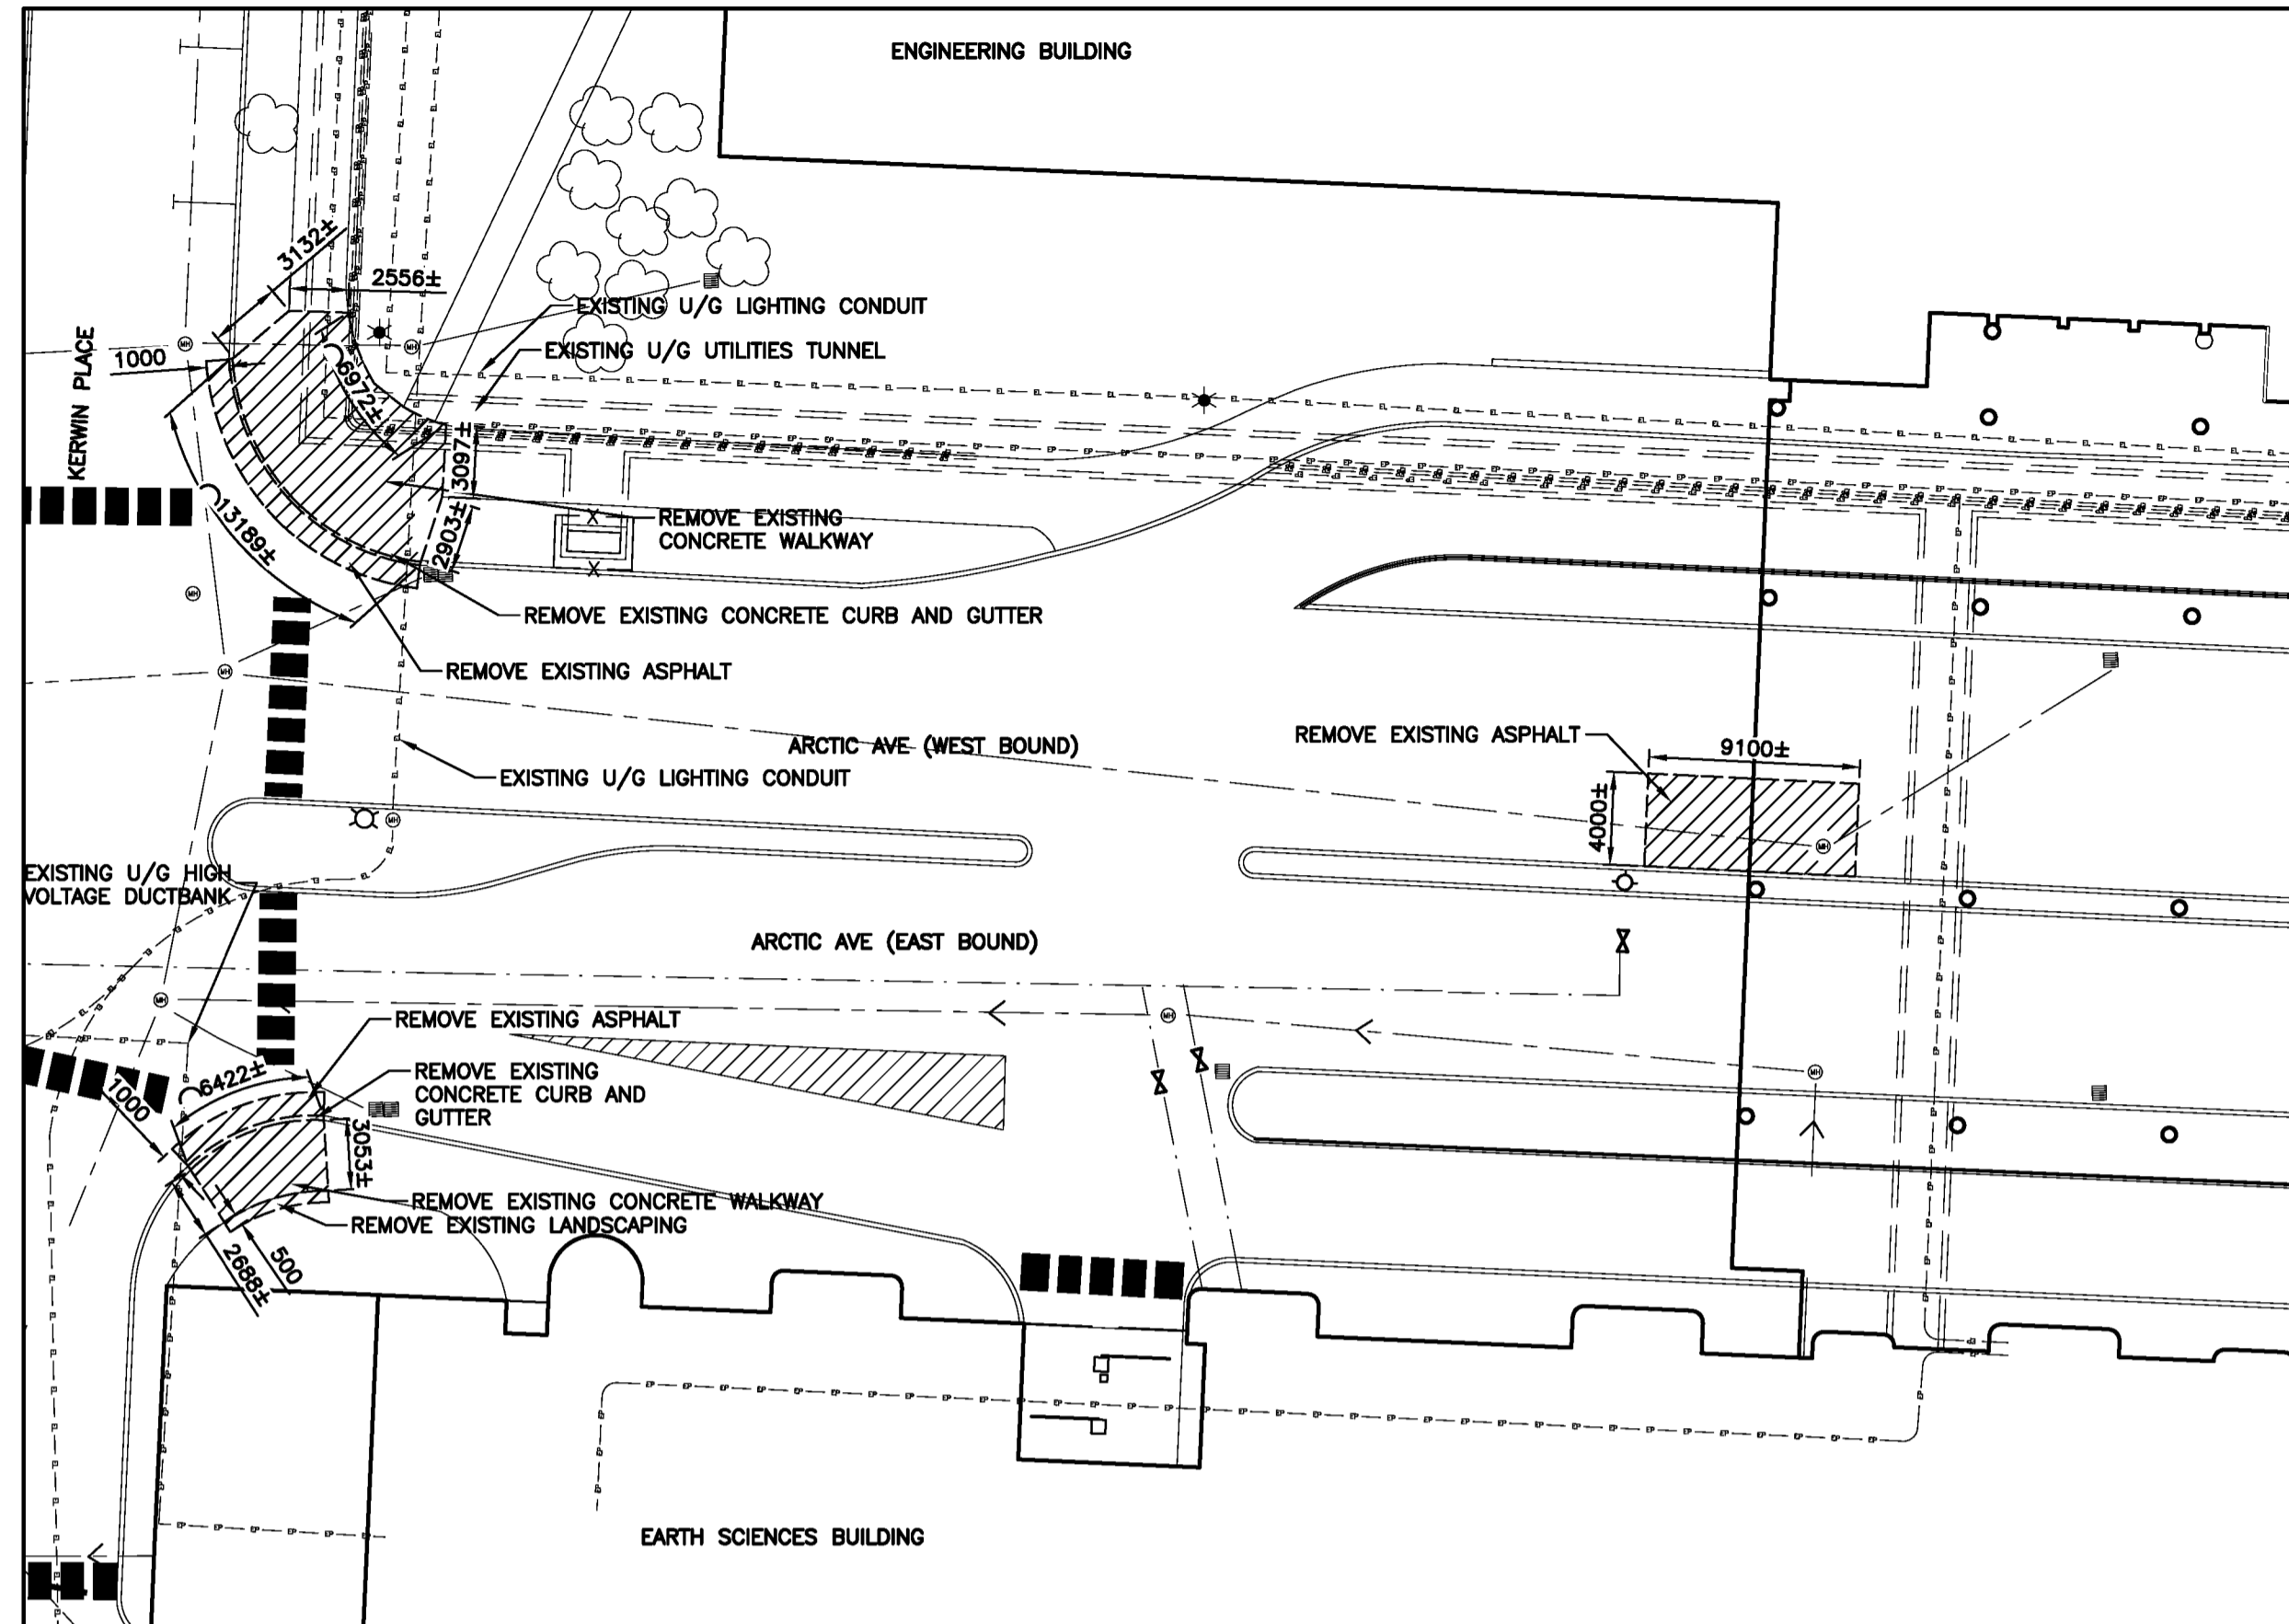 ENGINEERING BUILDING
3132±
2556±
EXISTING U/G LIGHTING CONDUIT
EXISTING U/G UTILITIES TUNNEL
KERWIN PLACE
1000
6972±
3097±
2903±
13189±
REMOVE EXISTING
CONCRETE WALKWAY
REMOVE EXISTING CONCRETE CURB AND GUTTER
REMOVE EXISTING ASPHALT
ARCTIC AVE (WEST BOUND)
REMOVE EXISTING ASPHALT
9100±
4000±
EXISTING U/G LIGHTING CONDUIT
EXISTING U/G HIGH
VOLTAGE DUCTBANK
ARCTIC AVE (EAST BOUND)
REMOVE EXISTING ASPHALT
6422±
1000
REMOVE EXISTING
CONCRETE CURB AND
GUTTER
3053±
REMOVE EXISTING CONCRETE WALKWAY
REMOVE EXISTING LANDSCAPING
500
2688±
EARTH SCIENCES BUILDING